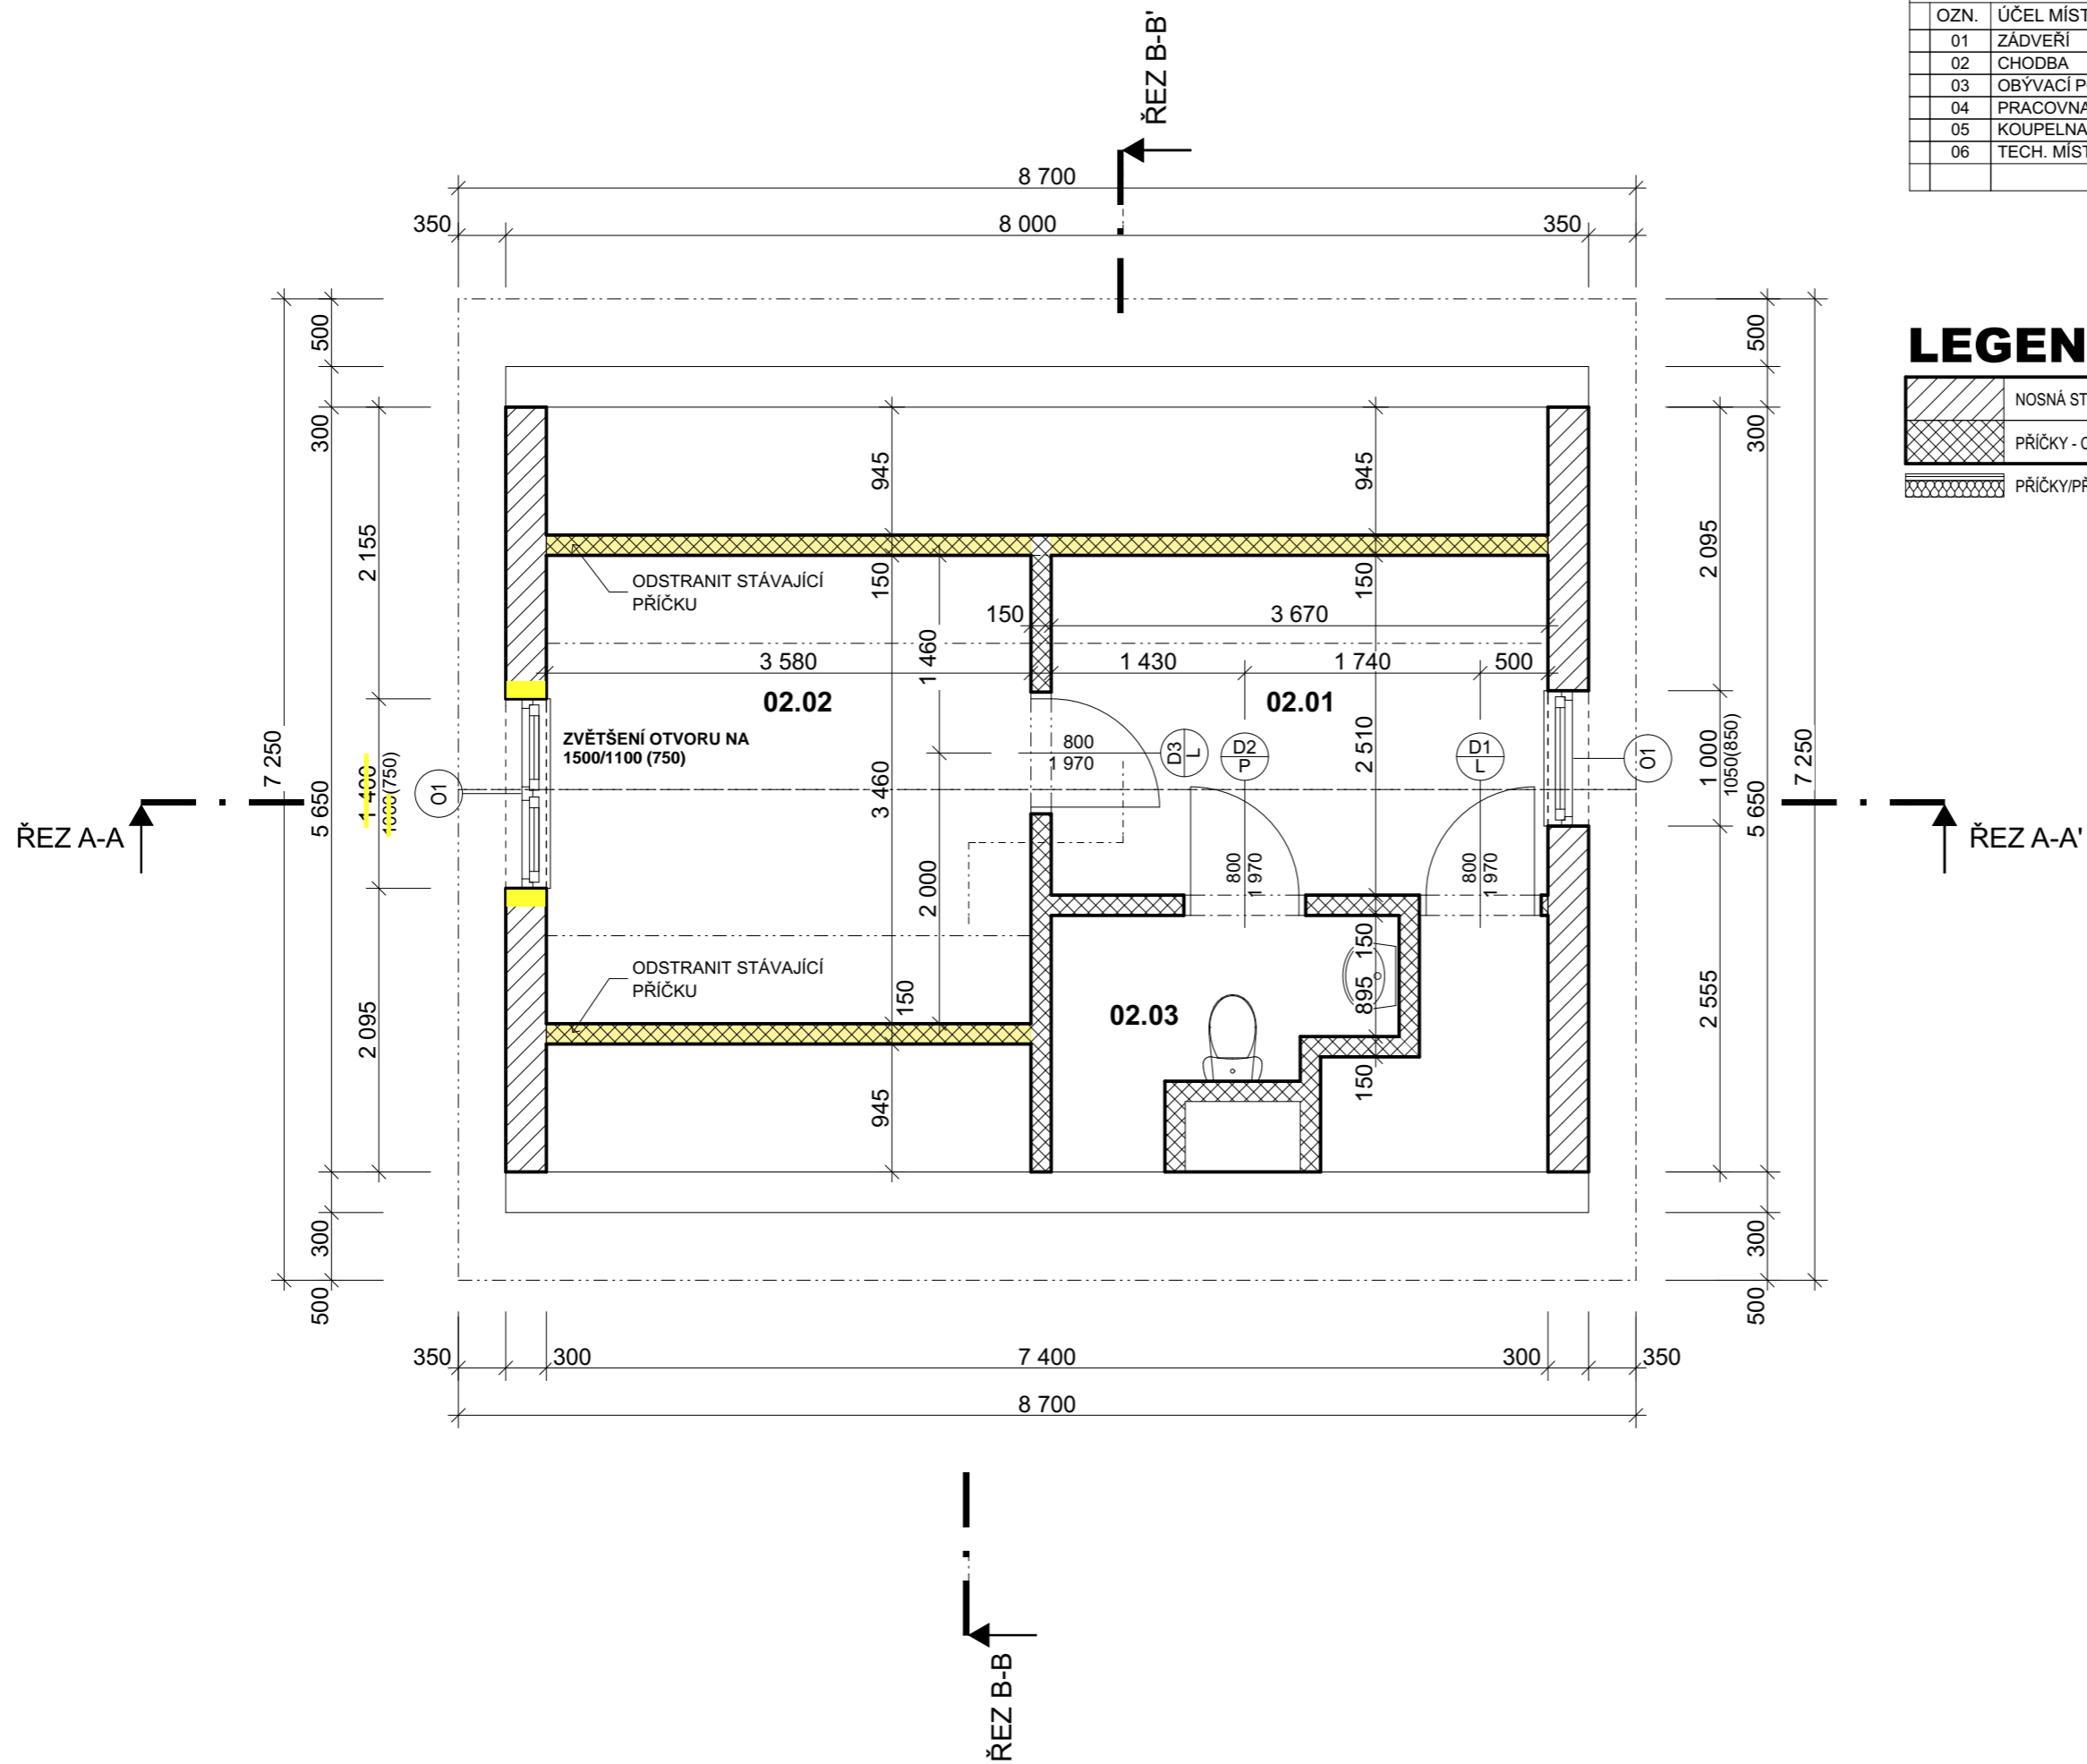 OZN. ÚČEL MÍST
01 ZÁDVEŘÍ
02 CHODBA
03 OBÝVACÍ P
04 PRACOVNA
05 KOUPELNA
06 TECH. MÍST
ŘEZ B-B'
8 700
350 8 000 350
LEGEN
NOSNÁ ST
PŘÍČKY - C
PŘÍČKY/PŘ
500
500
300
300
945
945
2 155
2 095
ODSTRANIT STÁVAJÍCÍ
PŘÍČKU
150
150
150 3 670
1 460
3 580 1 430 1 740 500
02.02
02.01
ZVĚTŠENÍ OTVORU NA
1500/1100 (750)
7 250
5 650
1 400
1000(750)
O1
3 460
800
1 970
D3
L
D2
P
2 510
D1
L
O1
1 000
1050(850)
5 650
7 250
ŘEZ A-A
ŘEZ A-A'
2 000
800
1 970
800
1 970
150
ODSTRANIT STÁVAJÍCÍ
PŘÍČKU
150
895
02.03
2 095
2 555
945
150
300
300
500
500
350 300 7 400 300 350
8 700
ŘEZ B-B